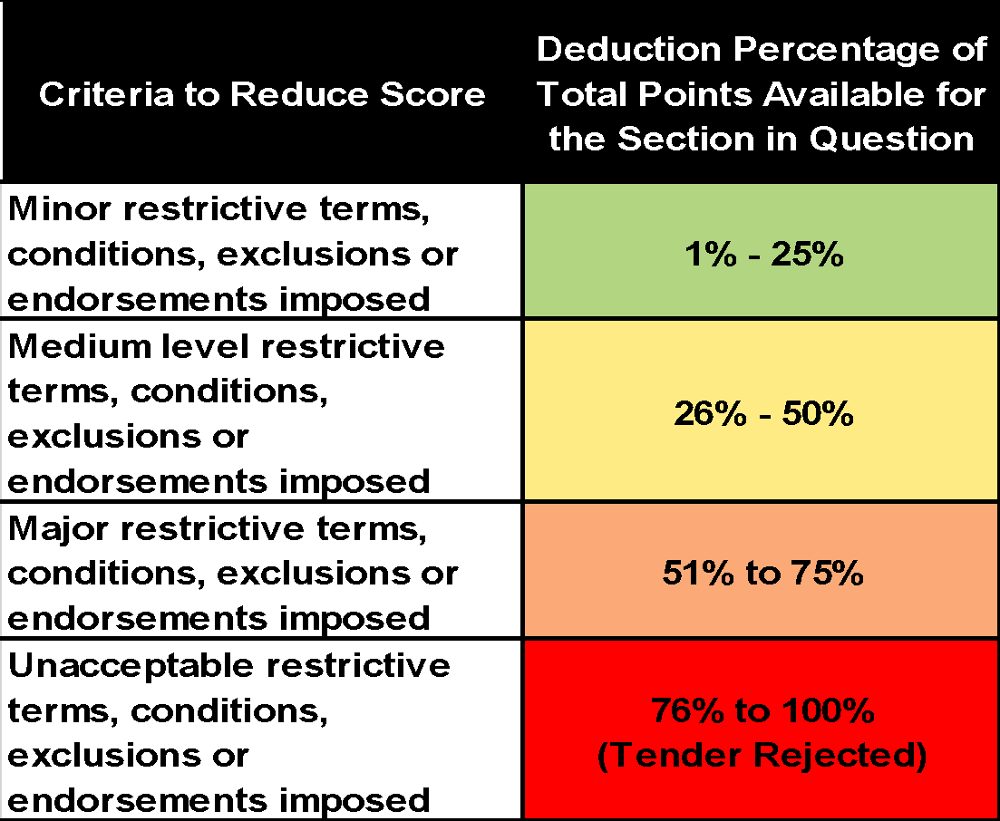 Criteria to Reduce Score
Deduction Percentage of
Total Points Available for
the Section in Question
Minor restrictive terms,
conditions, exclusions or
endorsements imposed
1% - 25%
Medium level restrictive
terms, conditions,
exclusions or
endorsements imposed
26% - 50%
Major restrictive terms,
conditions, exclusions or
endorsements imposed
51% to 75%
Unacceptable restrictive
terms, conditions,
exclusions or
endorsements imposed
76% to 100%
(Tender Rejected)